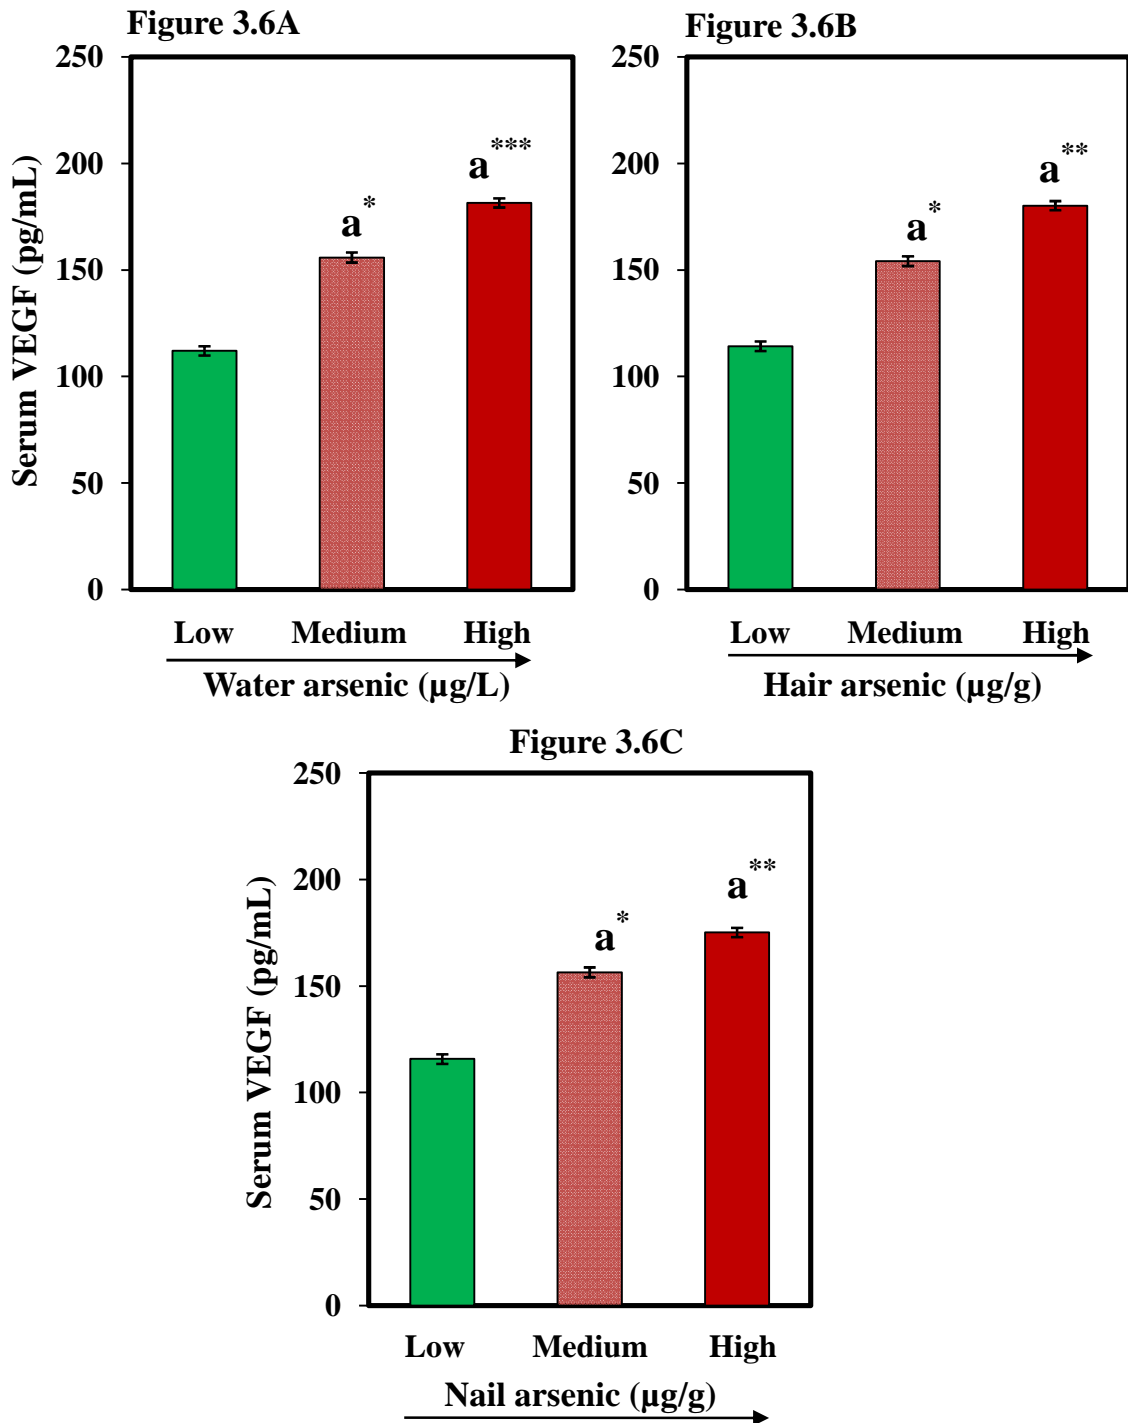 Figure 3.6A
Serum VEGF (pg/mL)
250
200
150
100
50
0
a*
a***
Low Medium High
Water arsenic (µg/L)
Figure 3.6B
250
200
150
100
50
0
a*
a**
Low Medium High
Hair arsenic (µg/g)
Figure 3.6C
Serum VEGF (pg/mL)
250
200
150
100
50
0
a*
a**
Low Medium High
Nail arsenic (µg/g)